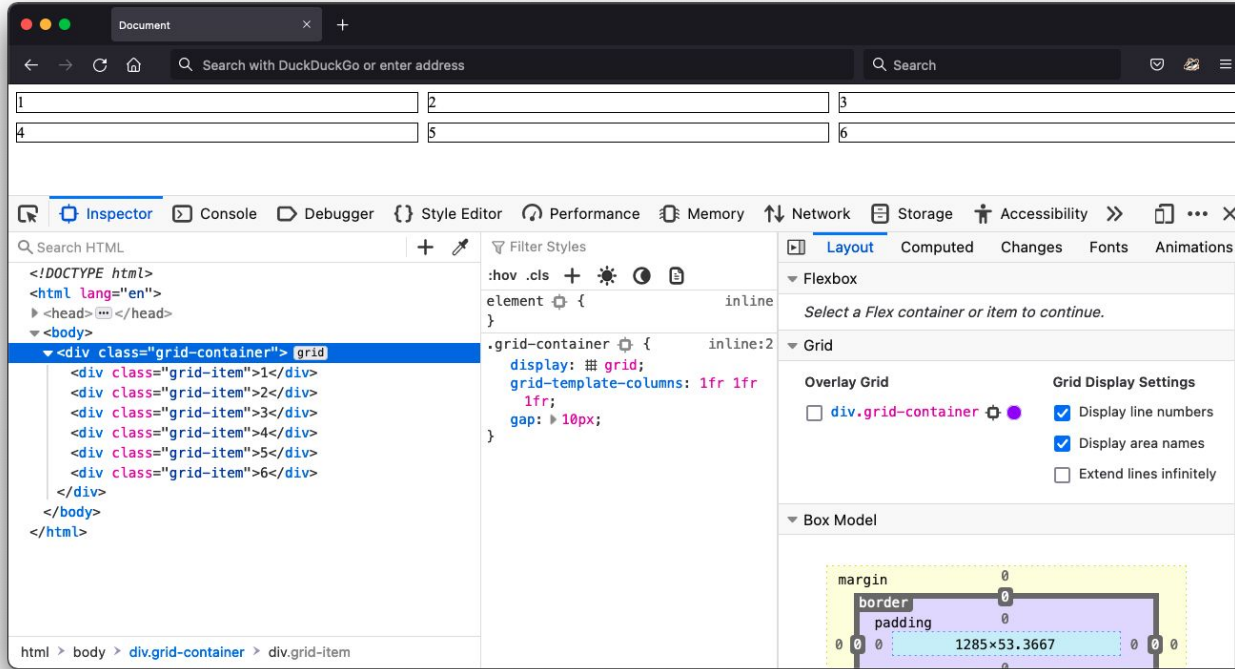 Document
Search with DuckDuckGo or enter address
Search
1 2 3
4 5 6
Inspector Console Debugger {} Style Editor Performance Memory Network Storage Accessibility
Search HTML
<!DOCTYPE html>
<html lang="en">
<head></head>
<body>
<div class="grid-container"> grid
<div class="grid-item">1</div>
<div class="grid-item">2</div>
<div class="grid-item">3</div>
<div class="grid-item">4</div>
<div class="grid-item">5</div>
<div class="grid-item">6</div>
</div>
</body>
</html>
html > body > div.grid-container > div.grid-item
Filter Styles
:hov .cls
element { inline
}
.grid-container { inline:2
display: grid;
grid-template-columns: 1fr 1fr
1fr;
gap: 10px;
}
Layout Computed Changes Fonts Animations
Flexbox
Select a Flex container or item to continue.
Grid
Overlay Grid
div.grid-container
Grid Display Settings
Display line numbers
Display area names
Extend lines infinitely
Box Model
margin 0
border 0
padding 0
0 0 0 1285×53.3667 0 0 0